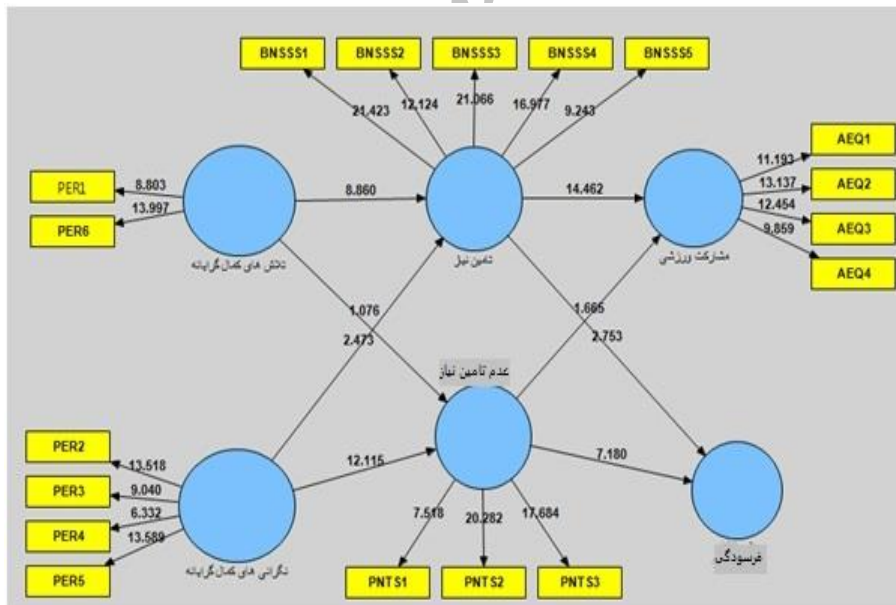 BNSSS1 BNSSS2 BNSSS3 BNSSS4 BNSSS5
21.423 12.124 21.066 16.977 9.243
PER1 8.803
PER6 13.997
8.860
14.462
AEQ1 11.193
AEQ2 13.137
AEQ3 12.454
AEQ4 9.859
تلاش های کمال گرایانه
تامین نیاز
مشارکت ورزشی
1.076
2.473
1.665
2.753
عدم تأمین نیاز
PER2 13.518
PER3 9.040
PER4 6.332
PER5 13.589
12.115
7.180
7.518 20.282 17.684
نگرانی های کمال گرایانه
فرسودگی
PNTS1 PNTS2 PNTS3